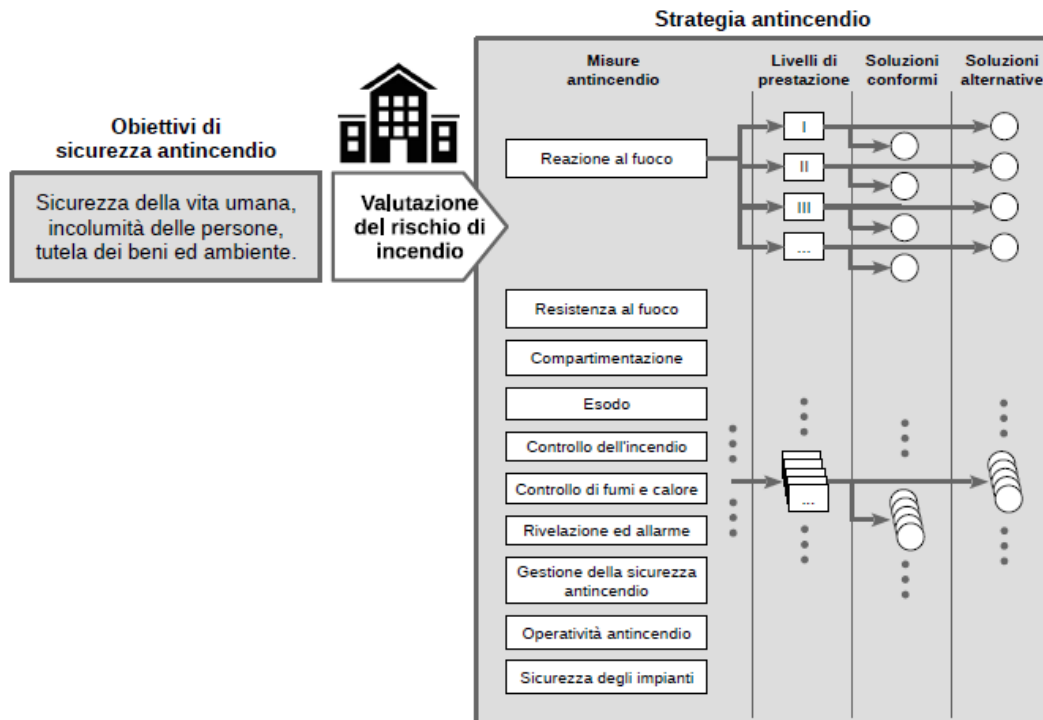 Strategia antincendio
Obiettivi di
sicurezza antincendio
Sicurezza della vita umana,
incolumità delle persone,
tutela dei beni ed ambiente.
Valutazione
del rischio di
incendio
Misure
antincendio
Livelli di
prestazione
Soluzioni
conformi
Soluzioni
alternative
Reazione al fuoco
I
II
III
...
Resistenza al fuoco
Compartimentazione
Esodo
Controllo dell'incendio
Controllo di fumi e calore
...
Rivelazione ed allarme
Gestione della sicurezza
antincendio
Operatività antincendio
Sicurezza degli impianti